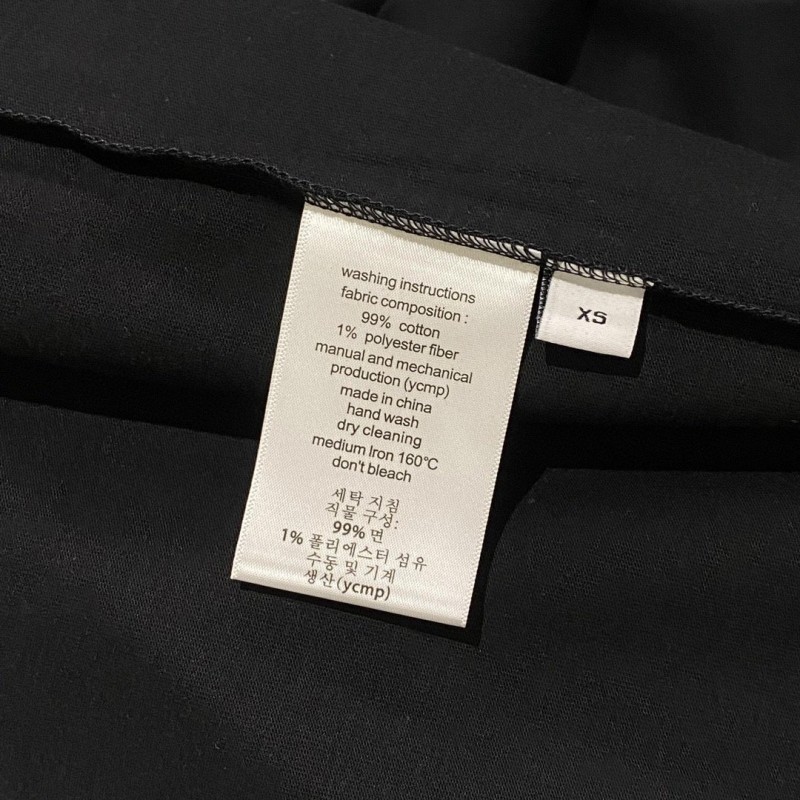 washing instructions
fabric composition :
99% cotton
1% polyester fiber
manual and mechanical
production (ycmp)
made in china
hand wash
dry cleaning
medium Iron 160°C
don't bleach
세탁 지침
직물 구성:
99% 면
1% 폴리에스터 섬유
수동 및 기계
생산(ycmp)
XS